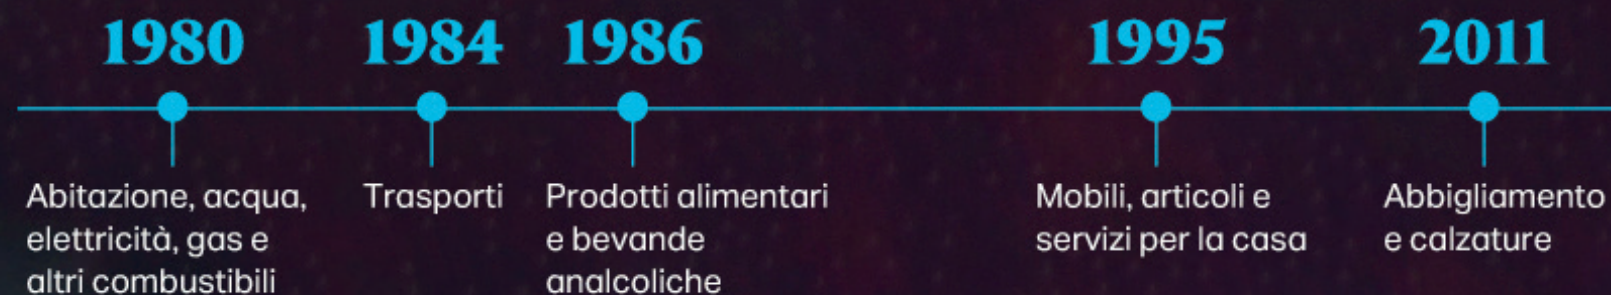 1980
1984
1986
1995
2011
Abitazione, acqua,
elettricità, gas e
altri combustibili
Trasporti
Prodotti alimentari
e bevande
analcoliche
Mobili, articoli e
servizi per la casa
Abbigliamento
e calzature